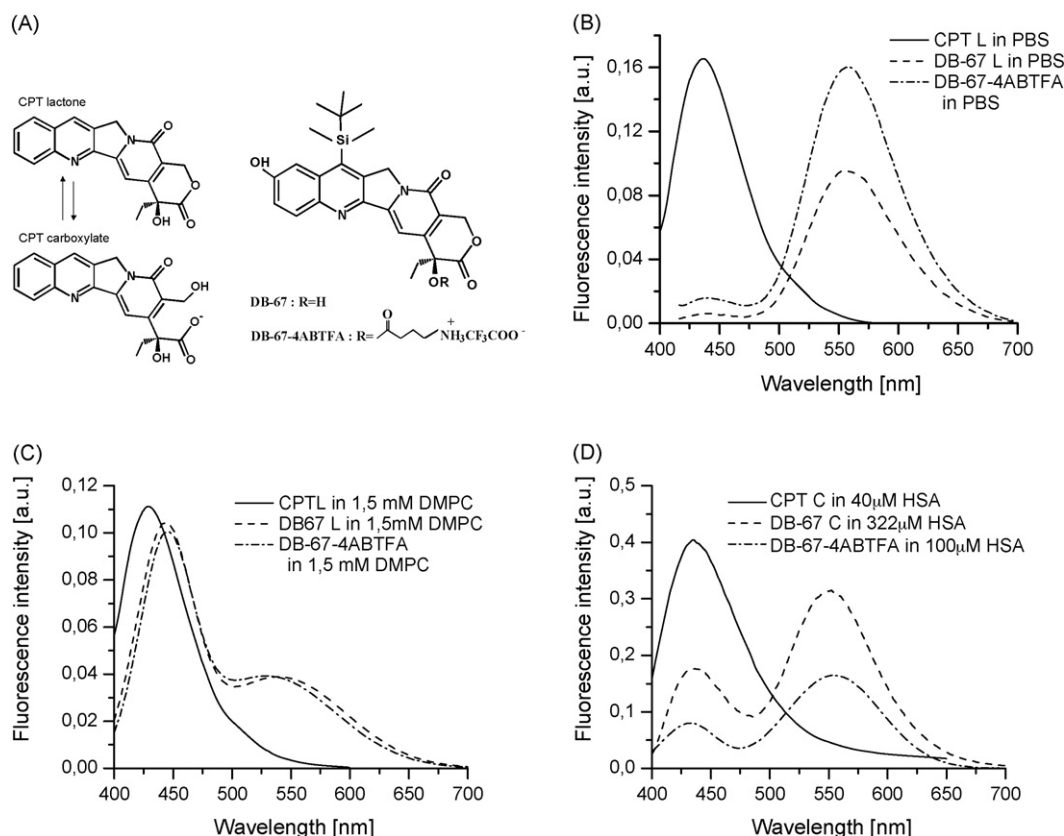 (A)
CPT lactone
N
N
O
O
O
OH
CPT carboxylate
N
N
O
OH
O-
O
OH
Si
OH
N
N
O
O
O
OR
DB-67 : R=H
DB-67-4ABTFA : R=
O
+
NH3CF3COO-
(B)
Fluorescence intensity [a.u.]
0,16
0,08
0,04
0,00
400 450 500 550 600 650 700
Wavelength [nm]
CPT L in PBS
DB-67 L in PBS
DB-67-4ABTFA
in PBS
(C)
Fluorescence intensity [a.u.]
0,12
0,10
0,08
0,06
0,04
0,02
0,00
400 450 500 550 600 650 700
Wavelength [nm]
CPTL in 1,5 mM DMPC
DB67 L in 1,5mM DMPC
DB-67-4ABTFA
in 1,5 mM DMPC
(D)
Fluorescence intensity [a.u.]
0,5
0,4
0,3
0,2
0,1
0,0
400 450 500 550 600 650 700
Wavelength [nm]
CPT C in 40µM HSA
DB-67 C in 322µM HSA
DB-67-4ABTFA in 100µM HSA